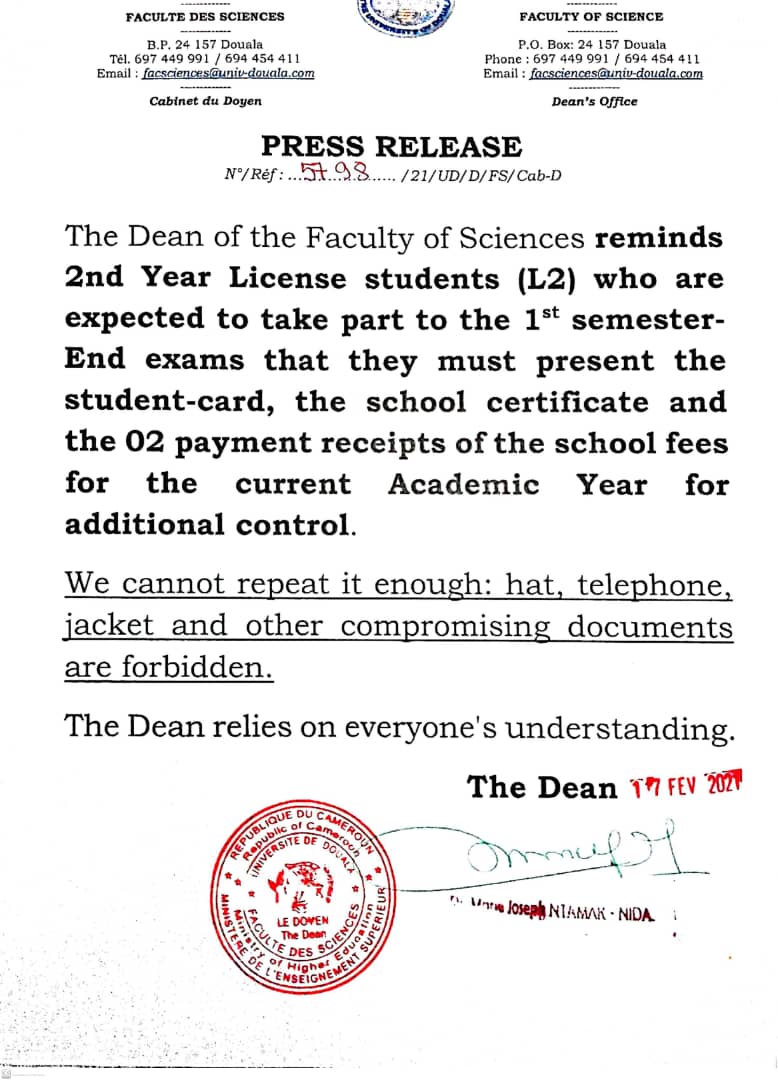 FACULTE DES SCIENCES
------------
B.P. 24 157 Douala
Tél. 697 449 991 / 694 454 411
Email : facsciences@univ-douala.com
------------
Cabinet du Doyen
THE UNIVERSITY OF DOUALA
FACULTY OF SCIENCE
------------
P.O. Box: 24 157 Douala
Phone : 697 449 991 / 694 454 411
Email : facsciences@univ-douala.com
------------
Dean's Office
PRESS RELEASE
N°/Réf : ...5798...... /21/UD/D/FS/Cab-D
The Dean of the Faculty of Sciences reminds
2nd Year License students (L2) who are
expected to take part to the 1st semester-
End exams that they must present the
student-card, the school certificate and
the 02 payment receipts of the school fees
for the current Academic Year for
additional control.
We cannot repeat it enough: hat, telephone,
jacket and other compromising documents
are forbidden.
The Dean relies on everyone's understanding.
The Dean 17 FEV 2021
REPUBLIQUE DU CAMEROUN
Republic of Cameroon
UNIVERSITE DE DOUALA
LE DOYEN
The Dean
FACULTE DES SCIENCES
Ministry of Higher Education
MINISTERE DE L'ENSEIGNEMENT SUPERIEUR
Joseph NTAMAK - NIDA